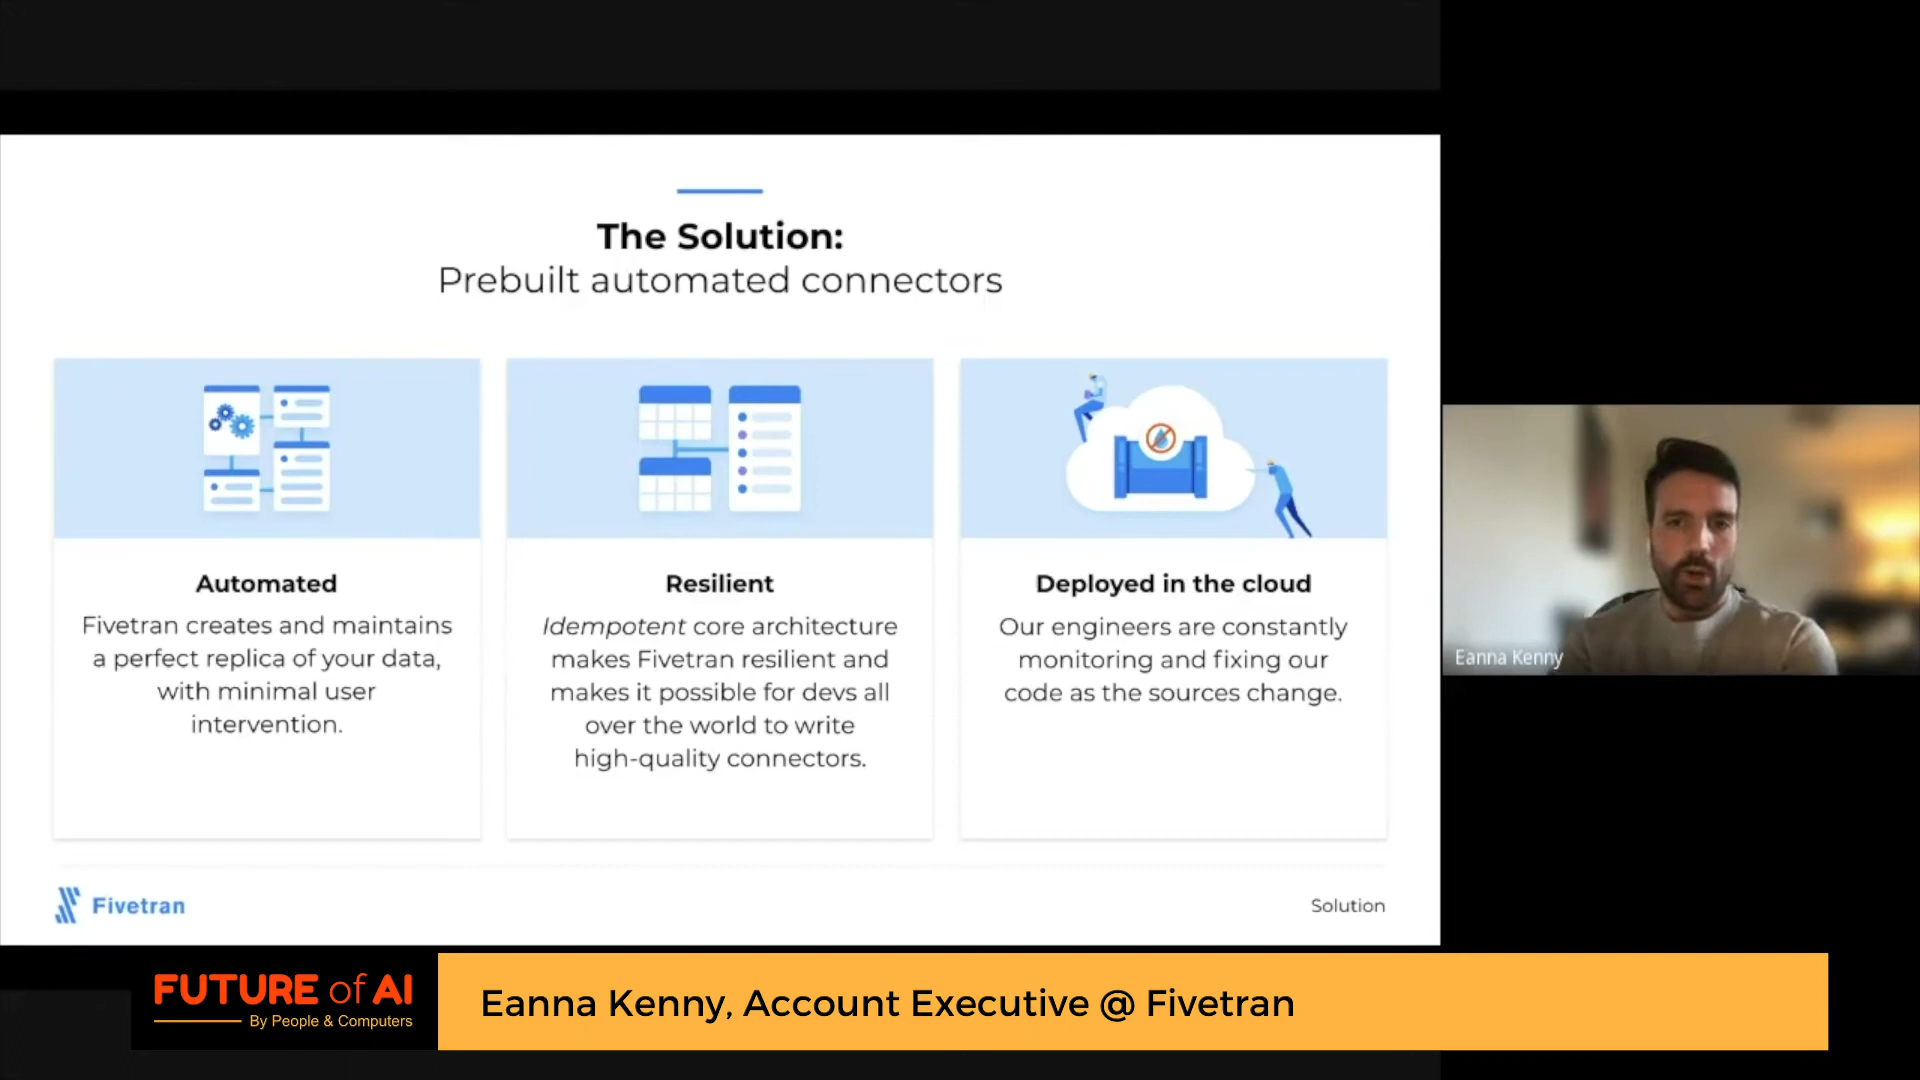 The Solution:
Prebuilt automated connectors
Automated
Fivetran creates and maintains
a perfect replica of your data,
with minimal user
intervention.
Resilient
Idempotent core architecture
makes Fivetran resilient and
makes it possible for devs all
over the world to write
high-quality connectors.
Deployed in the cloud
Our engineers are constantly
monitoring and fixing our
code as the sources change.
Fivetran
Solution
Eanna Kenny
FUTURE of AI
By People & Computers
Eanna Kenny, Account Executive @ Fivetran